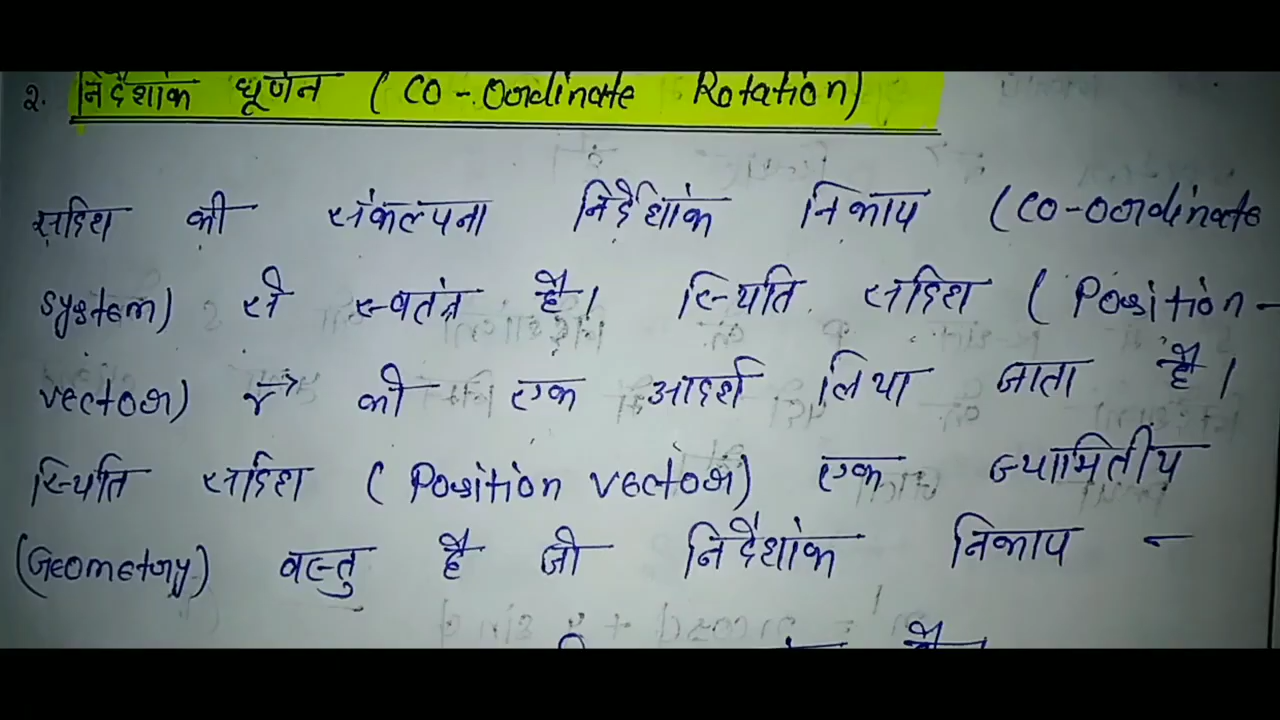 2. निर्देशांक घूर्णन (Co-ordinate Rotation)
सदिश की संकल्पना निर्देशांक निकाय (Co-ordinate
system) से स्वतंत्र है। स्थिति सदिश (Position-
vector) r→ को एक आदर्श लिया जाता है।
स्थिति सदिश (Position vector) एक ज्यामितीय
(Geometry) वस्तु है जो निर्देशांक निकाय -